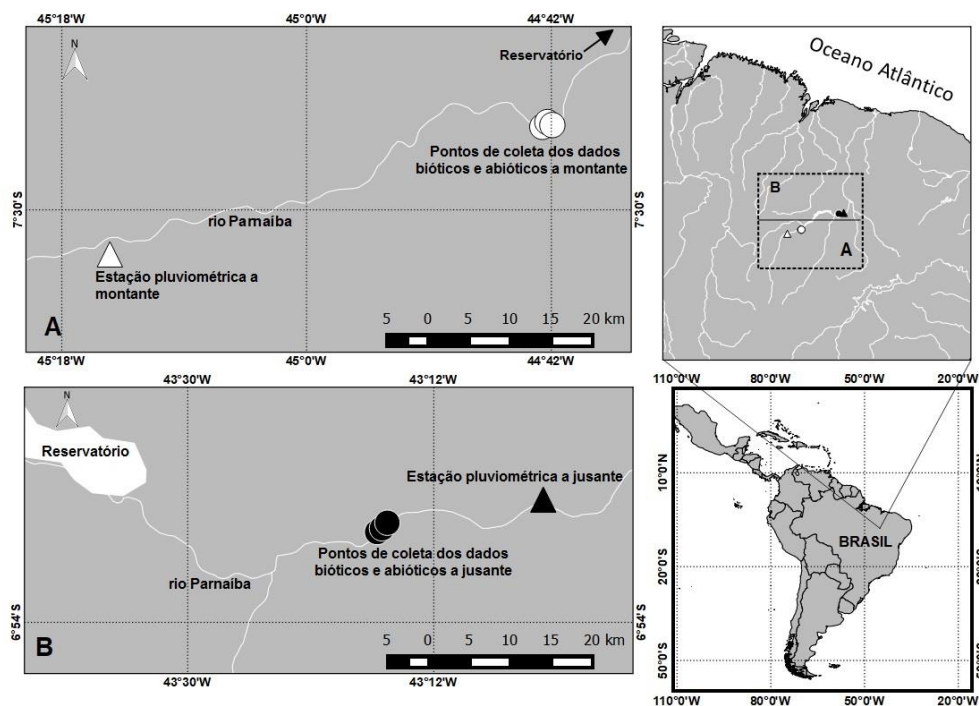 45°18'W 45°0'W 44°42'W
N
Reservatório
Pontos de coleta dos dados
bióticos e abióticos a montante
7°30'S
7°30'S
rio Parnaíba
Estação pluviométrica a
montante
A
5 0 5 10 15 20 km
45°18'W 45°0'W 44°42'W
43°30'W 43°12'W
N
Reservatório
Estação pluviométrica a jusante
Pontos de coleta dos dados
bióticos e abióticos a jusante
rio Parnaíba
6°54'S
6°54'S
B
5 0 5 10 15 20 km
43°30'W 43°12'W
Oceano Atlântico
B
A
110°0'W 80°0'W 50°0'W 20°0'W
10°0'N
BRASIL
20°0'S
50°0'S
110°0'W 80°0'W 50°0'W 20°0'W